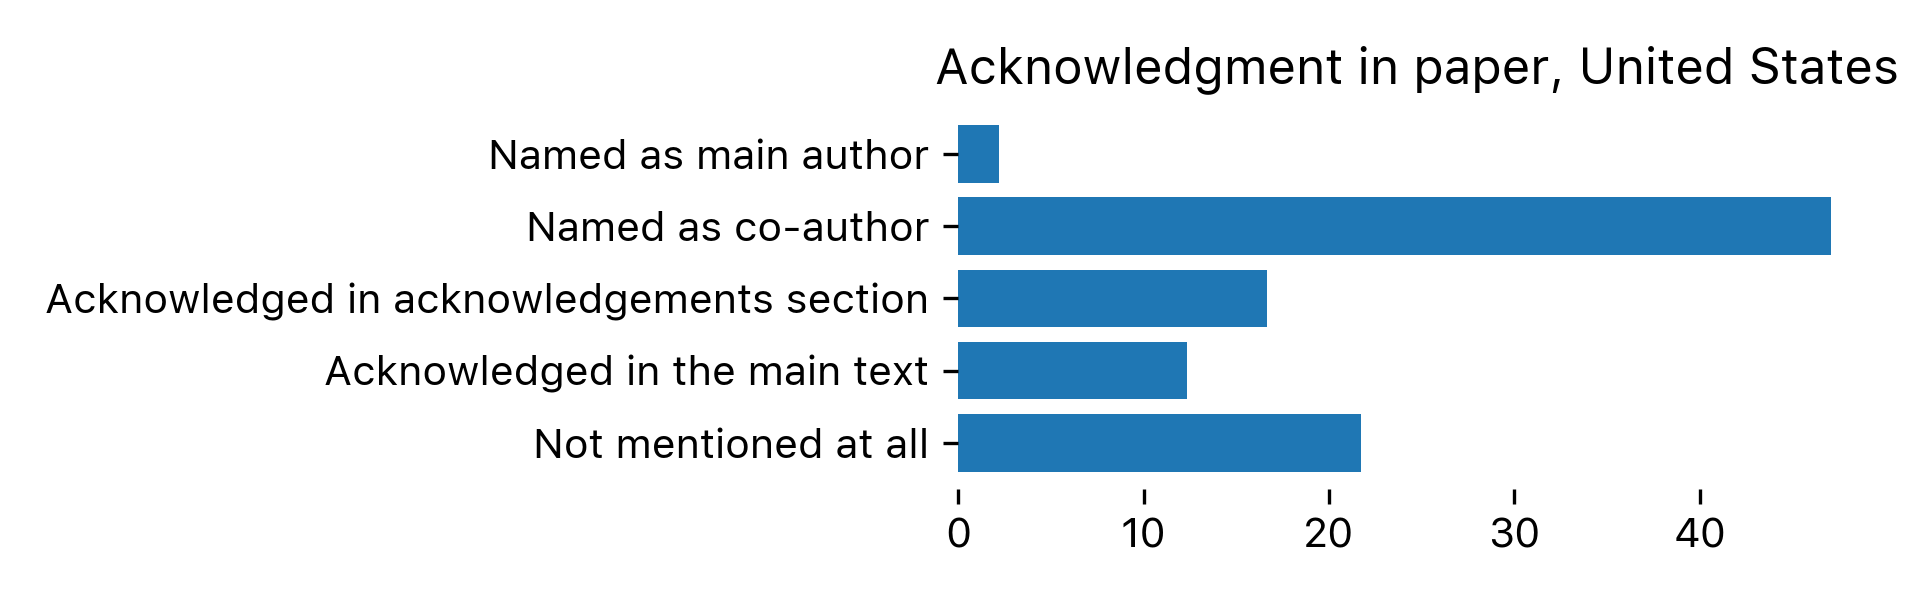 Acknowledgment in paper, United States
Named as main author
Named as co-author
Acknowledged in acknowledgements section
Acknowledged in the main text
Not mentioned at all
0 10 20 30 40